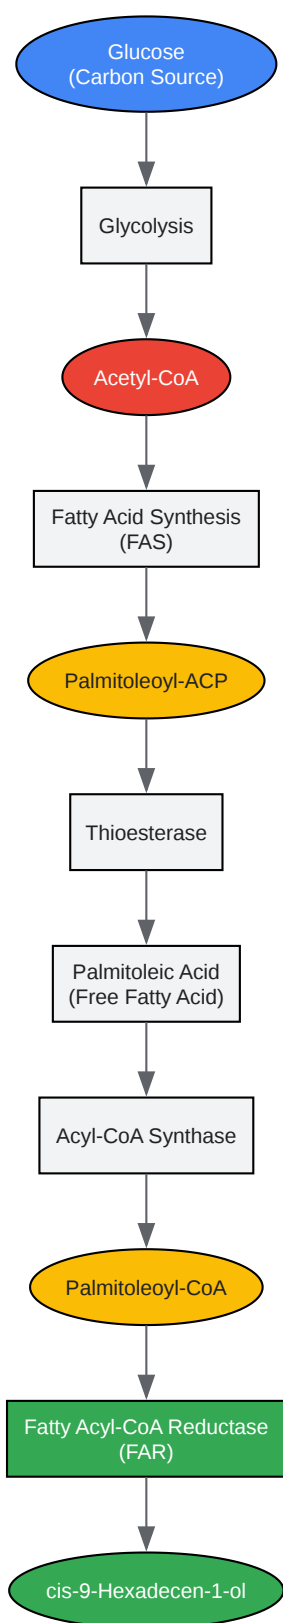 Glucose
(Carbon Source)
Glycolysis
Acetyl-CoA
Fatty Acid Synthesis
(FAS)
Palmitoleoyl-ACP
Thioesterase
Palmitoleic Acid
(Free Fatty Acid)
Acyl-CoA Synthase
Palmitoleoyl-CoA
Fatty Acyl-CoA Reductase
(FAR)
cis-9-Hexadecen-1-ol